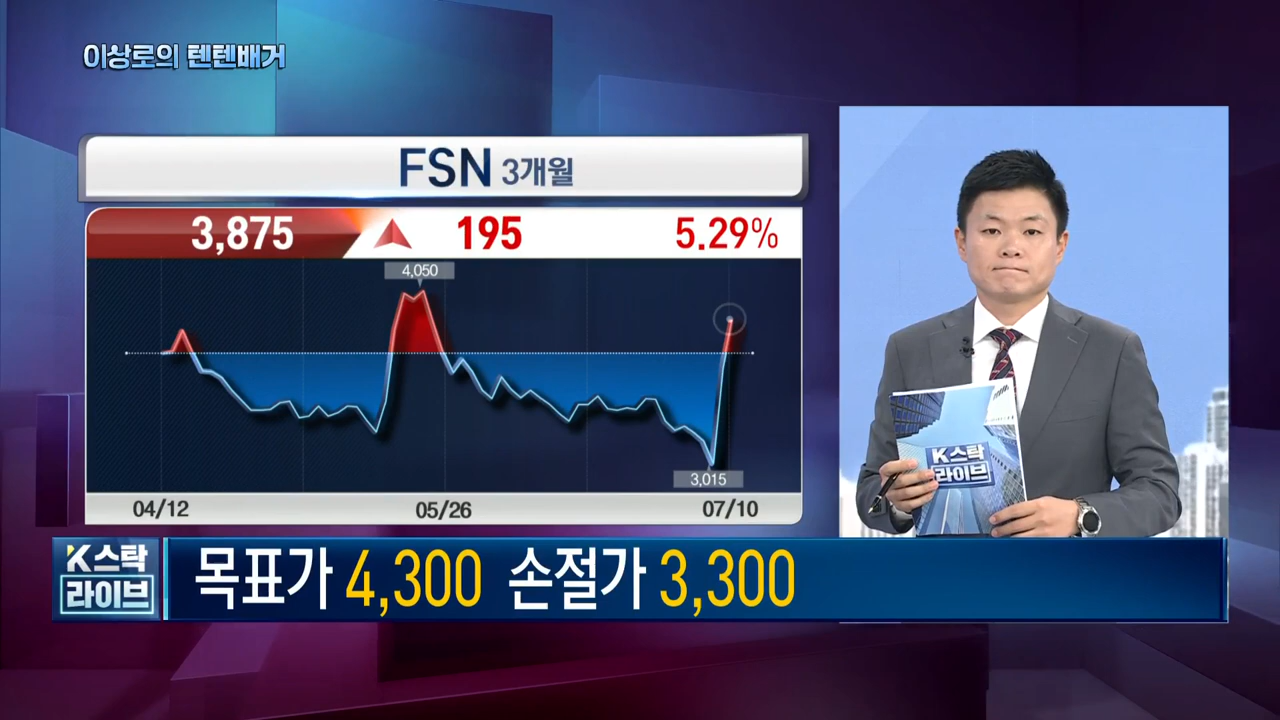 이상로의 텐텐배거
FSN 3개월
3,875 ▲ 195 5.29%
4,050
3,015
04/12 05/26 07/10
K스탁
라이브
K스탁
라이브
목표가 4,300 손절가 3,300